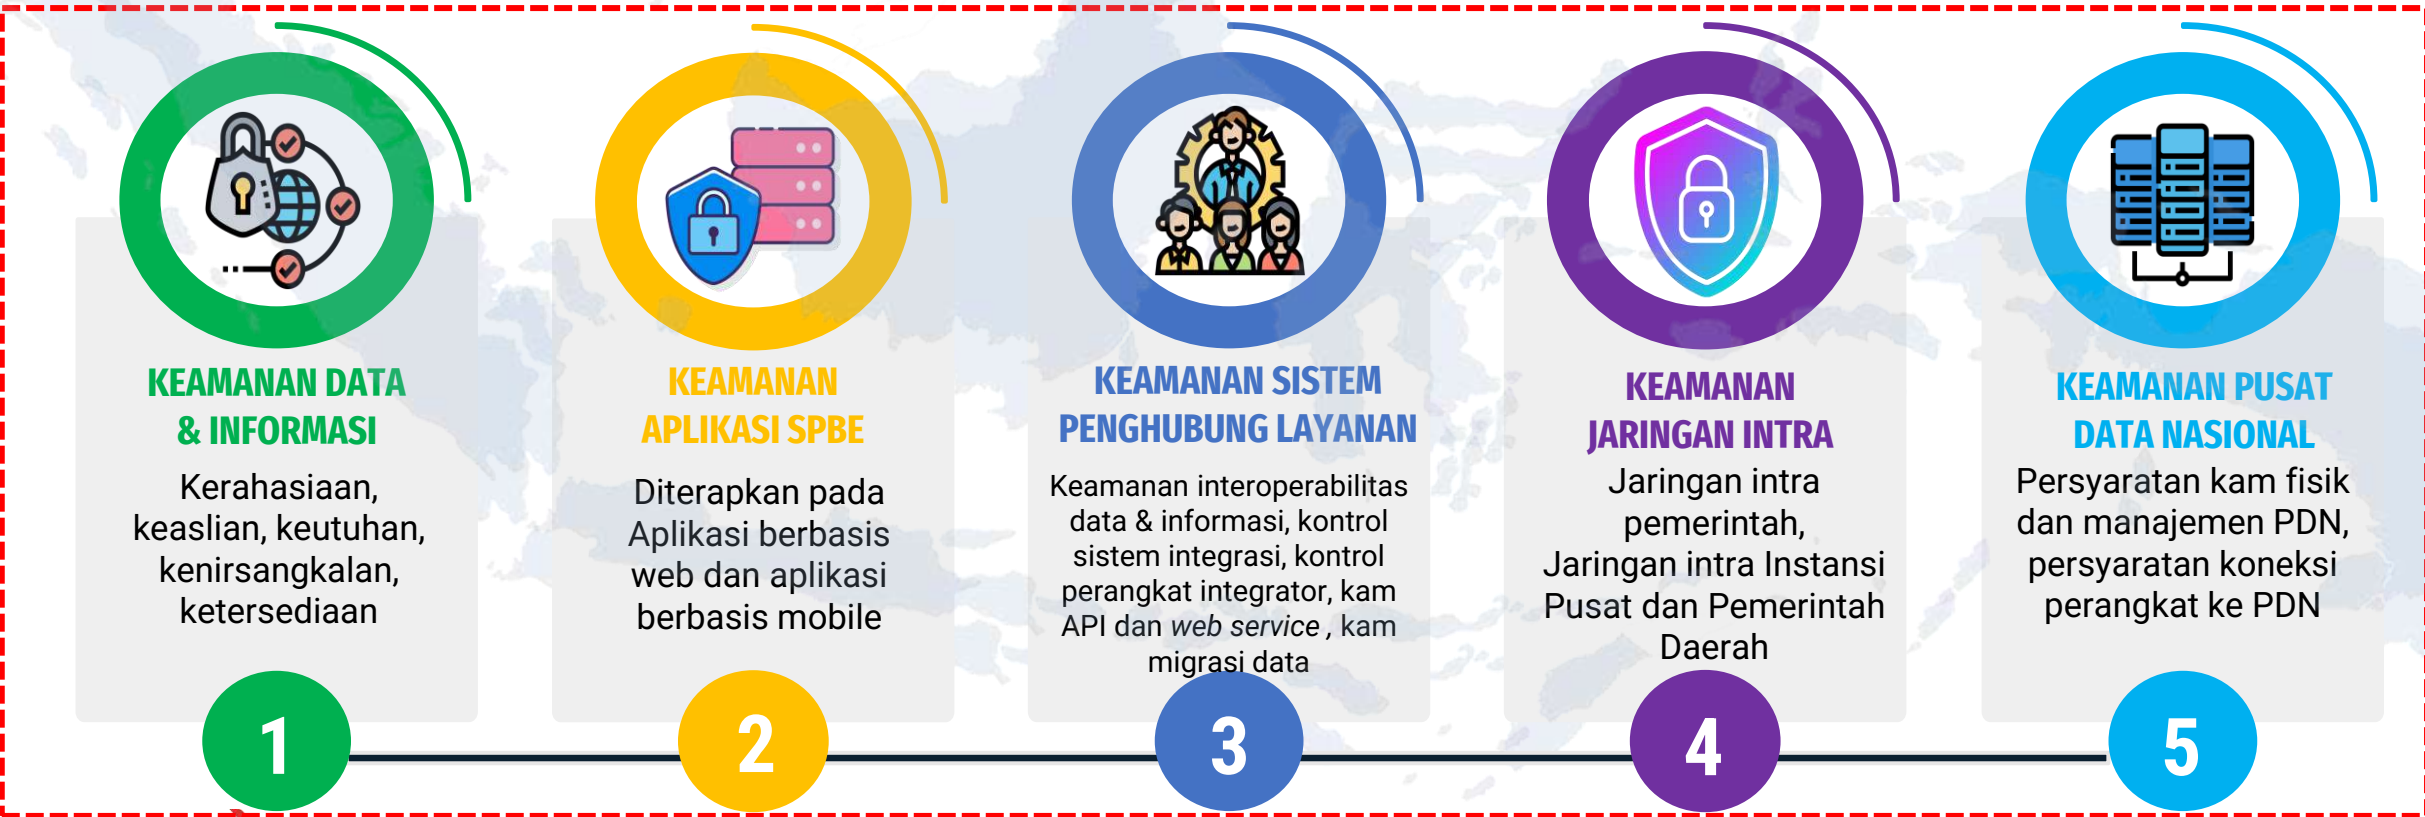 KEAMANAN DATA
& INFORMASI
Kerahasiaan,
keaslian, keutuhan,
kenirsangkalan,
ketersediaan
1
KEAMANAN
APLIKASI SPBE
Diterapkan pada
Aplikasi berbasis
web dan aplikasi
berbasis mobile
2
KEAMANAN SISTEM
PENGHUBUNG LAYANAN
Keamanan interoperabilitas
data & informasi, kontrol
sistem integrasi, kontrol
perangkat integrator, kam
API dan web service , kam
migrasi data
3
KEAMANAN
JARINGAN INTRA
Jaringan intra
pemerintah,
Jaringan intra Instansi
Pusat dan Pemerintah
Daerah
4
KEAMANAN PUSAT
DATA NASIONAL
Persyaratan kam fisik
dan manajemen PDN,
persyaratan koneksi
perangkat ke PDN
5